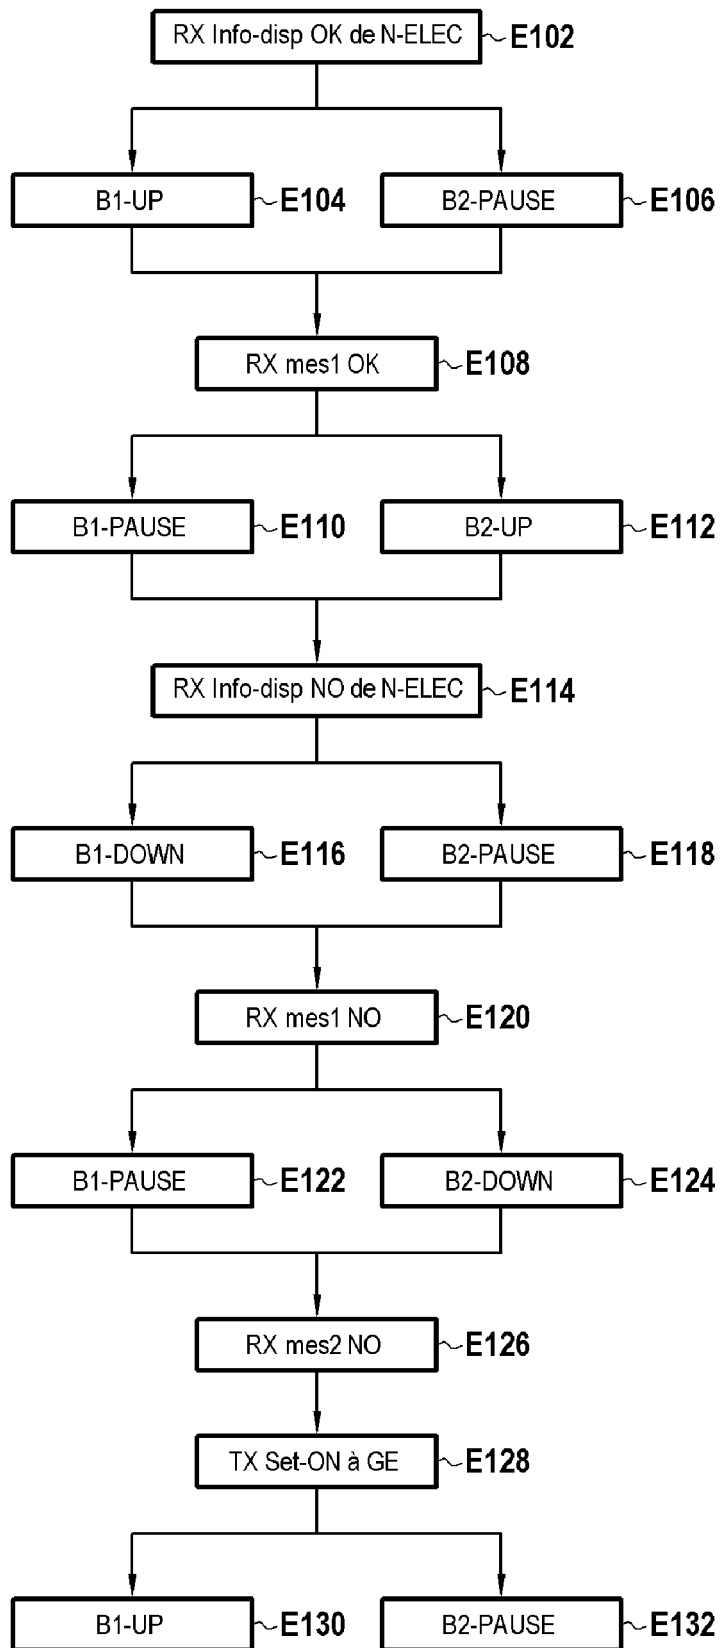 RX Info-disp OK de N-ELEC E102
B1-UP E104 B2-PAUSE E106
RX mes1 OK E108
B1-PAUSE E110 B2-UP E112
RX Info-disp NO de N-ELEC E114
B1-DOWN E116 B2-PAUSE E118
RX mes1 NO E120
B1-PAUSE E122 B2-DOWN E124
RX mes2 NO E126
TX Set-ON à GE E128
B1-UP E130 B2-PAUSE E132